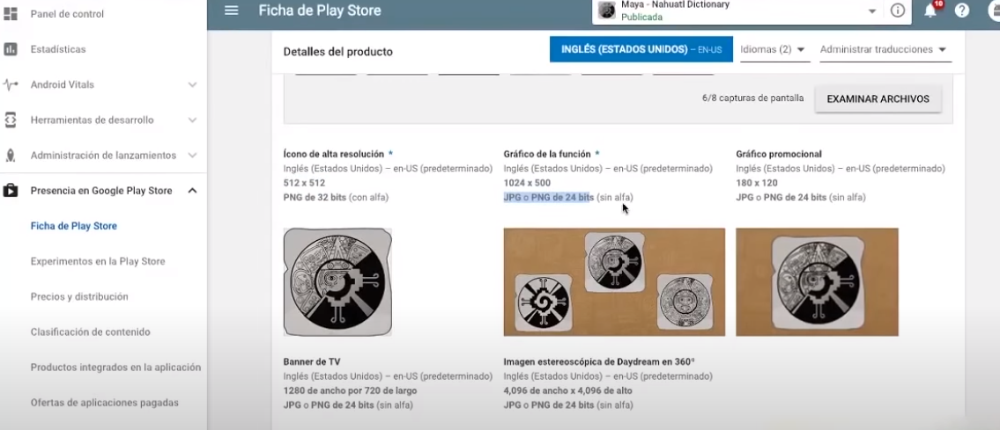 Panel de control
Estadísticas
Android Vitals
Herramientas de desarrollo
Administración de lanzamientos
Presencia en Google Play Store
Ficha de Play Store
Experimentos en la Play Store
Precios y distribución
Clasificación de contenido
Productos integrados en la aplicación
Ofertas de aplicaciones pagadas
Ficha de Play Store
Maya - Nahuatl Dictionary
Publicada
10
Detalles del producto
INGLÉS (ESTADOS UNIDOS) – EN-US
Idiomas (2)
Administrar traducciones
6/8 capturas de pantalla
EXAMINAR ARCHIVOS
Ícono de alta resolución *
Inglés (Estados Unidos) – en-US (predeterminado)
512 x 512
PNG de 32 bits (con alfa)
Gráfico de la función *
Inglés (Estados Unidos) – en-US (predeterminado)
1024 x 500
JPG o PNG de 24 bits (sin alfa)
Gráfico promocional
Inglés (Estados Unidos) – en-US (predeterminado)
180 x 120
JPG o PNG de 24 bits (sin alfa)
Banner de TV
Inglés (Estados Unidos) – en-US (predeterminado)
1280 de ancho por 720 de largo
JPG o PNG de 24 bits (sin alfa)
Imagen estereoscópica de Daydream en 360º
Inglés (Estados Unidos) – en-US (predeterminado)
4,096 de ancho x 4,096 de alto
JPG o PNG de 24 bits (sin alfa)